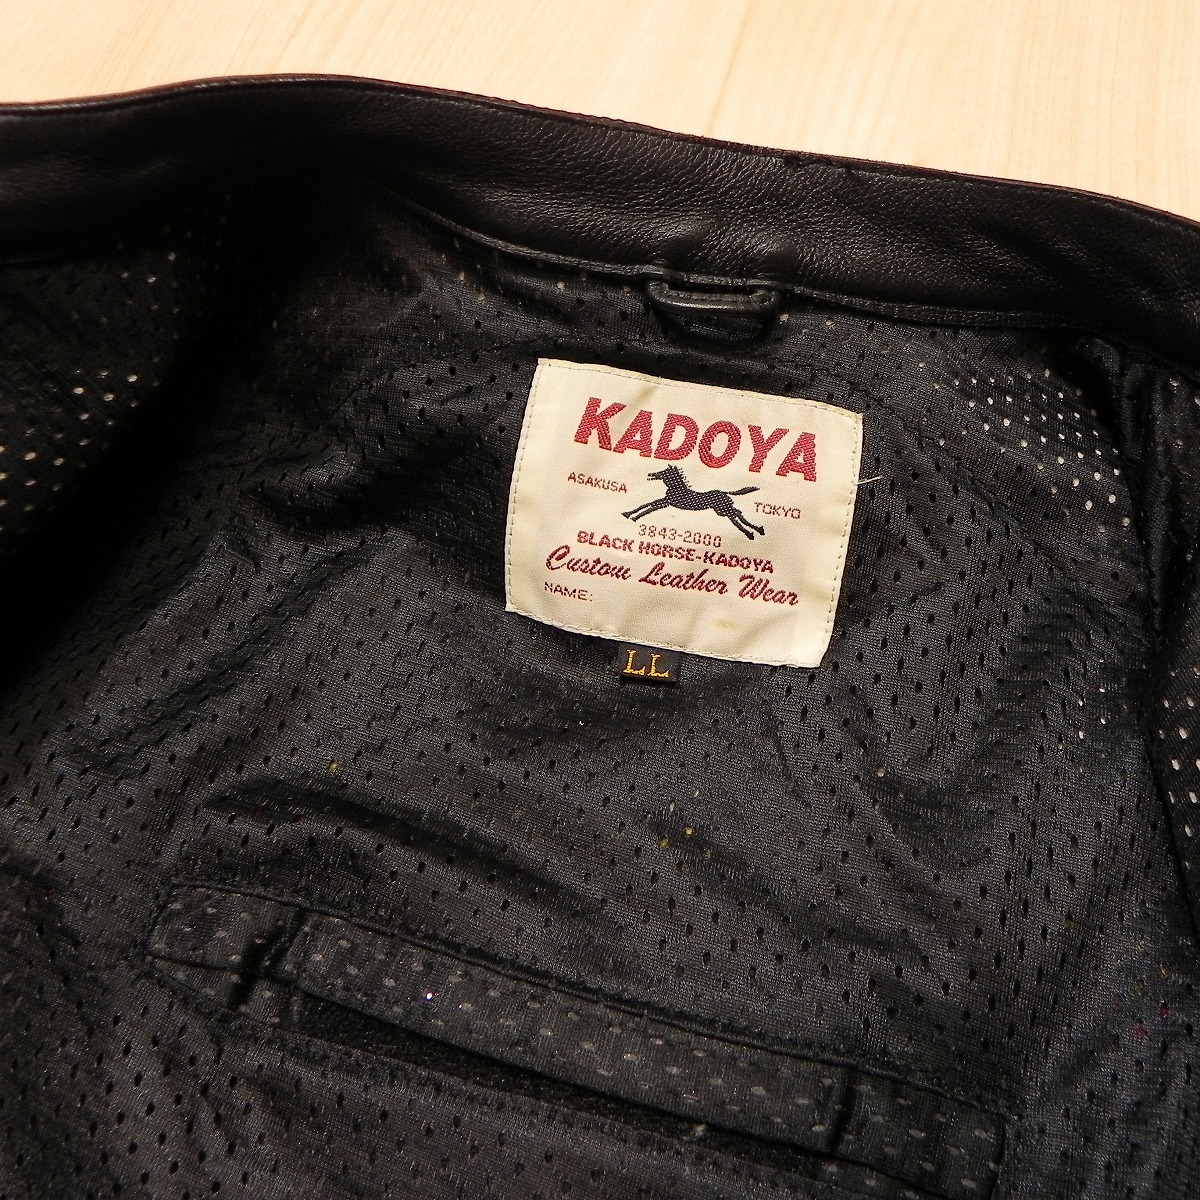 KADOYA
ASAKUSA TOKYO
3843-2000
BLACK HORSE-KADOYA
Custom Leather Wear
NAME:
LL